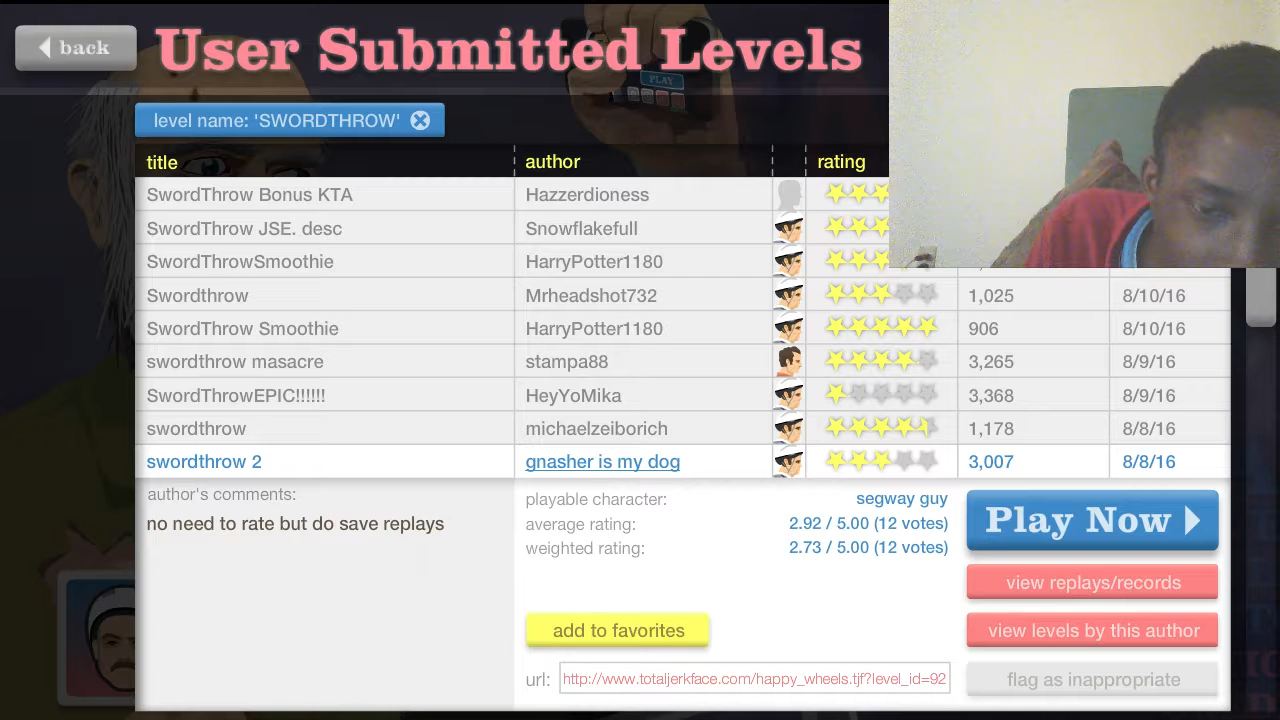 back
User Submitted Levels
PLAY
level name: 'SWORDTHROW'
title author rating
SwordThrow Bonus KTA Hazzerdioness
SwordThrow JSE. desc Snowflakefull
SwordThrowSmoothie HarryPotter1180
Swordthrow Mrheadshot732 1,025 8/10/16
SwordThrow Smoothie HarryPotter1180 906 8/10/16
swordthrow masacre stampa88 3,265 8/9/16
SwordThrowEPIC!!!!!! HeyYoMika 3,368 8/9/16
swordthrow michaelzeiborich 1,178 8/8/16
swordthrow 2 gnasher is my dog 3,007 8/8/16
author's comments:
no need to rate but do save replays
playable character: segway guy
average rating: 2.92 / 5.00 (12 votes)
weighted rating: 2.73 / 5.00 (12 votes)
add to favorites
url: http://www.totaljerkface.com/happy_wheels.tjf?level_id=92
Play Now
view replays/records
view levels by this author
flag as inappropriate